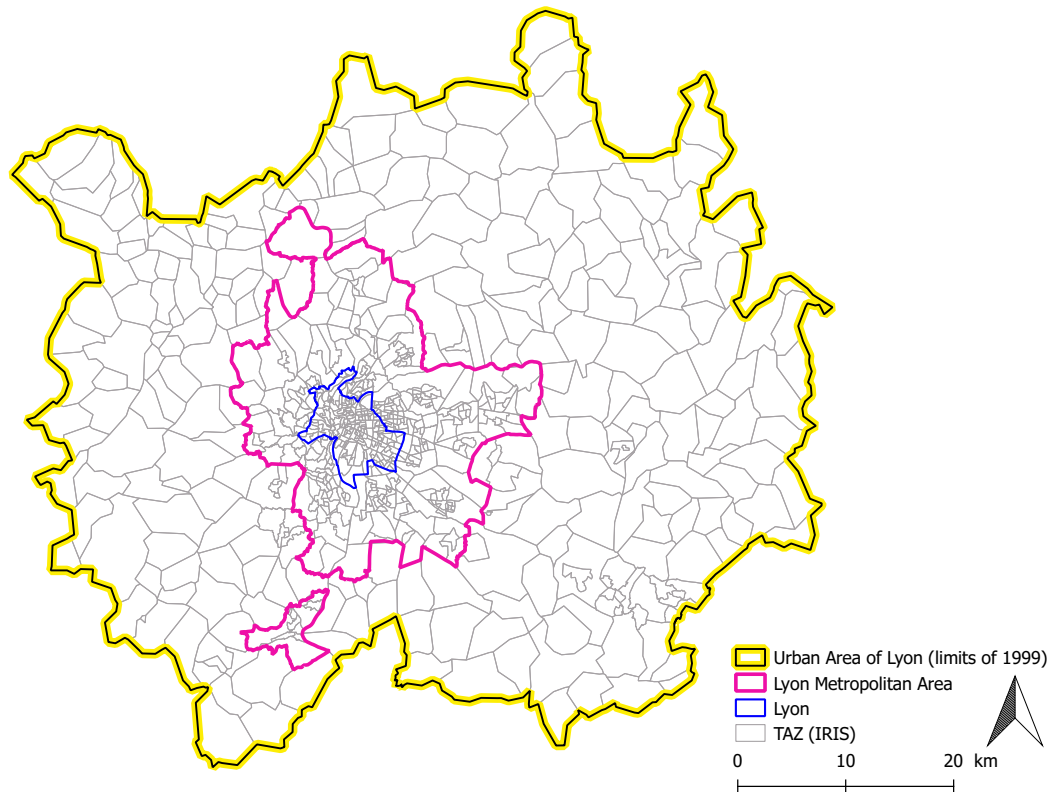 Urban Area of Lyon (limits of 1999)
Lyon Metropolitan Area
Lyon
TAZ (IRIS)
0 10 20 km